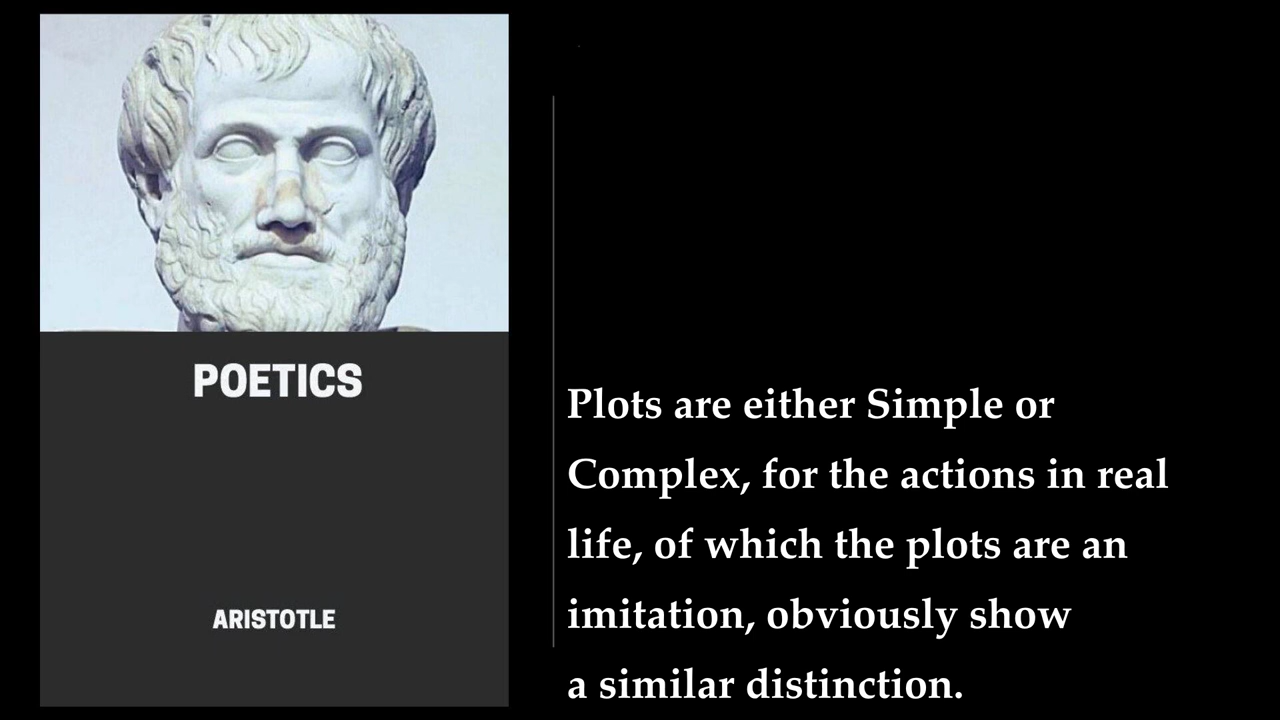 POETICS
ARISTOTLE
Plots are either Simple or
Complex, for the actions in real
life, of which the plots are an
imitation, obviously show
a similar distinction.